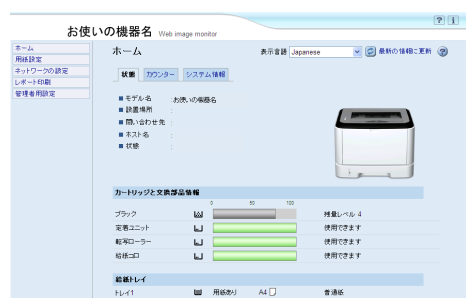 ? i
お使いの機器名 Web image monitor
ホーム
用紙設定
ネットワークの設定
レポート印刷
管理者用設定
ホーム
表示言語 Japanese 最新の情報に更新 ?
状態 カウンター システム情報
モデル名 :お使いの機器名
設置場所 :
問い合わせ先 :
ホスト名 :
状態 :
カートリッジと交換部品情報
0 50 100
ブラック 残量レベル 4
定着ユニット 使用できます
転写ローラー 使用できます
給紙コロ 使用できます
給紙トレイ
トレイ1 用紙あり A4 普通紙